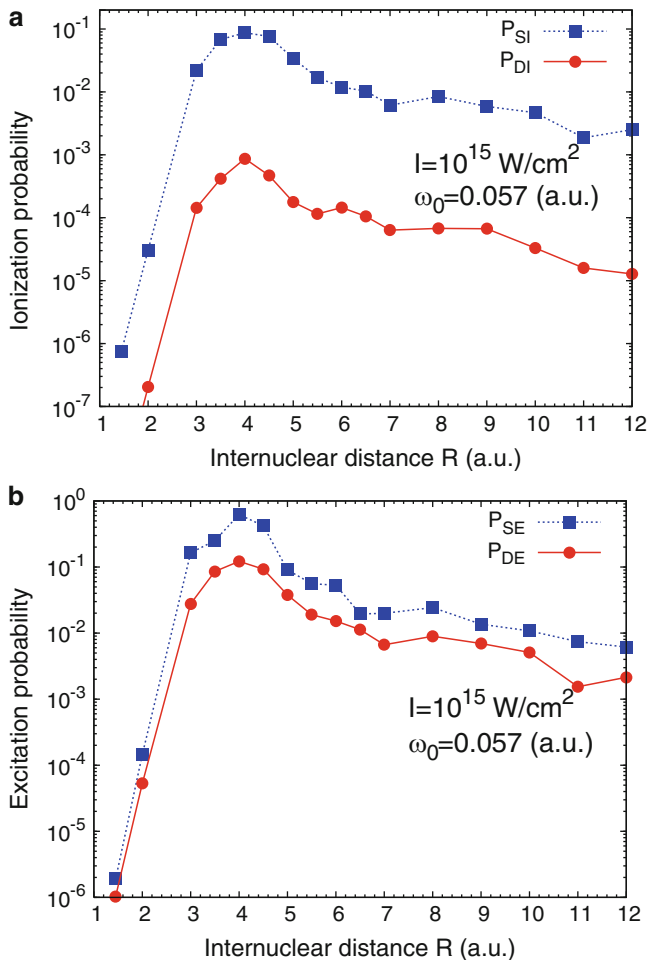 a
10^-1
10^-2
10^-3
10^-4
10^-5
10^-6
10^-7
Ionization probability
P_SI
P_DI
I=10^15 W/cm^2
ω_0=0.057 (a.u.)
1 2 3 4 5 6 7 8 9 10 11 12
Internuclear distance R (a.u.)
b
10^0
10^-1
10^-2
10^-3
10^-4
10^-5
10^-6
Excitation probability
P_SE
P_DE
I=10^15 W/cm^2
ω_0=0.057 (a.u.)
1 2 3 4 5 6 7 8 9 10 11 12
Internuclear distance R (a.u.)